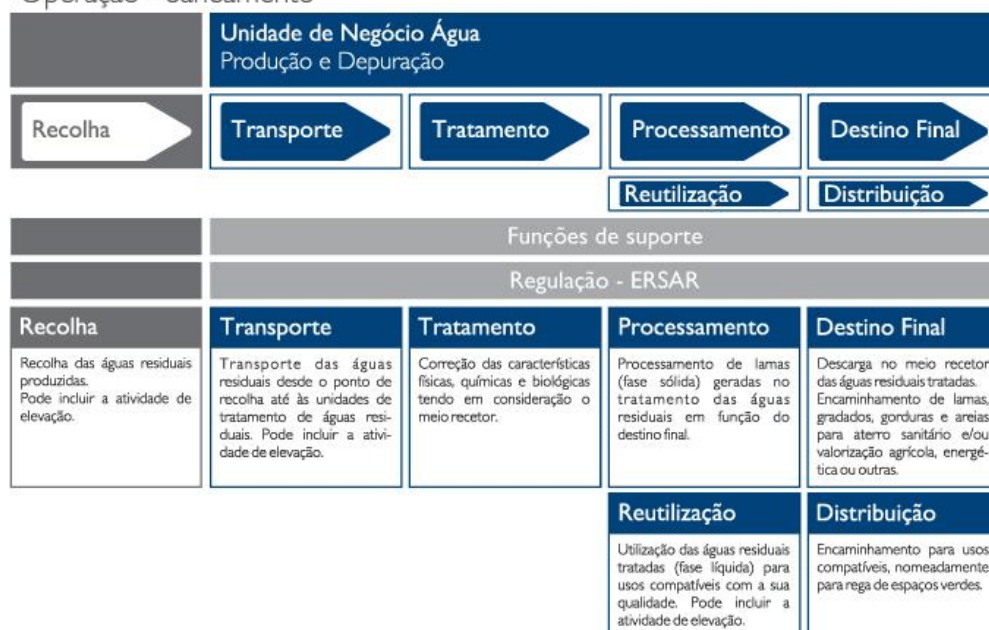 Operação - Saneamento
Unidade de Negócio Água
Produção e Depuração
Recolha
Transporte
Tratamento
Processamento
Destino Final
Reutilização
Distribuição
Funções de suporte
Regulação - ERSAR
Recolha
Recolha das águas residuais
produzidas.
Pode incluir a atividade de
elevação.
Transporte
Transporte das águas
residuais desde o ponto de
recolha até às unidades de
tratamento de águas resi-
duais. Pode incluir a ativi-
dade de elevação.
Tratamento
Correção das características
físicas, químicas e biológicas
tendo em consideração o
meio recetor.
Processamento
Processamento de lamas
(fase sólida) geradas no
tratamento das águas
residuais em função do
destino final.
Destino Final
Descarga no meio recetor
das águas residuais tratadas.
Encaminhamento de lamas,
gradados, gorduras e areias
para aterro sanitário e/ou
valorização agrícola, energé-
tica ou outras.
Reutilização
Utilização das águas residuais
tratadas (fase líquida) para
usos compatíveis com a sua
qualidade. Pode incluir a
atividade de elevação.
Distribuição
Encaminhamento para usos
compatíveis, nomeadamente
para rega de espaços verdes.